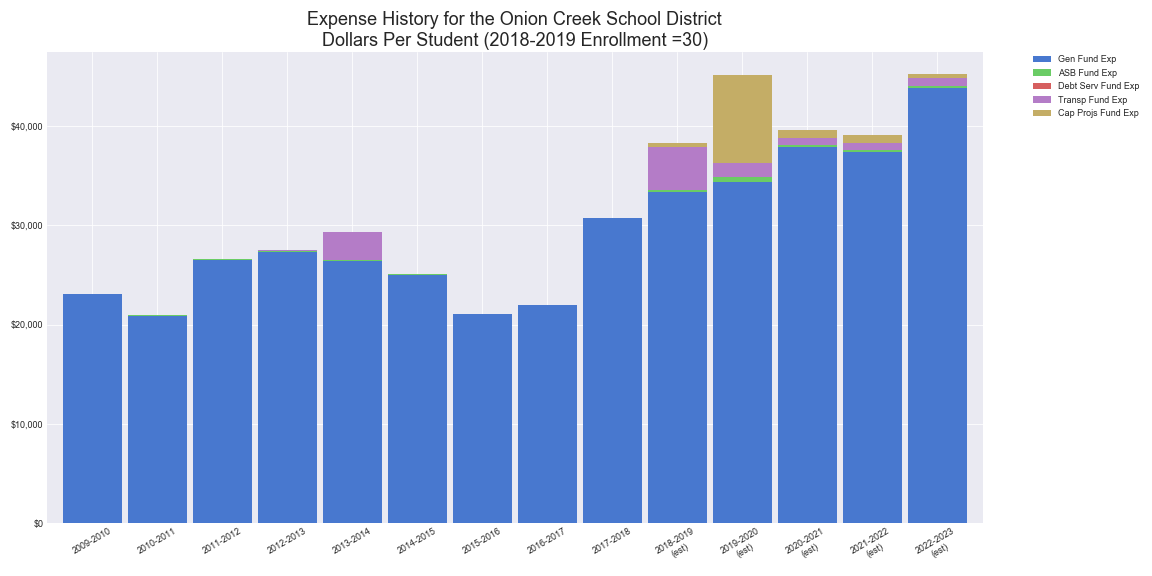 Expense History for the Onion Creek School District
Dollars Per Student (2018-2019 Enrollment =30)
Gen Fund Exp
ASB Fund Exp
Debt Serv Fund Exp
Transp Fund Exp
Cap Projs Fund Exp
$40,000
$30,000
$20,000
$10,000
$0
2009-2010
2010-2011
2011-2012
2012-2013
2013-2014
2014-2015
2015-2016
2016-2017
2017-2018
2018-2019
(est)
2019-2020
(est)
2020-2021
(est)
2021-2022
(est)
2022-2023
(est)